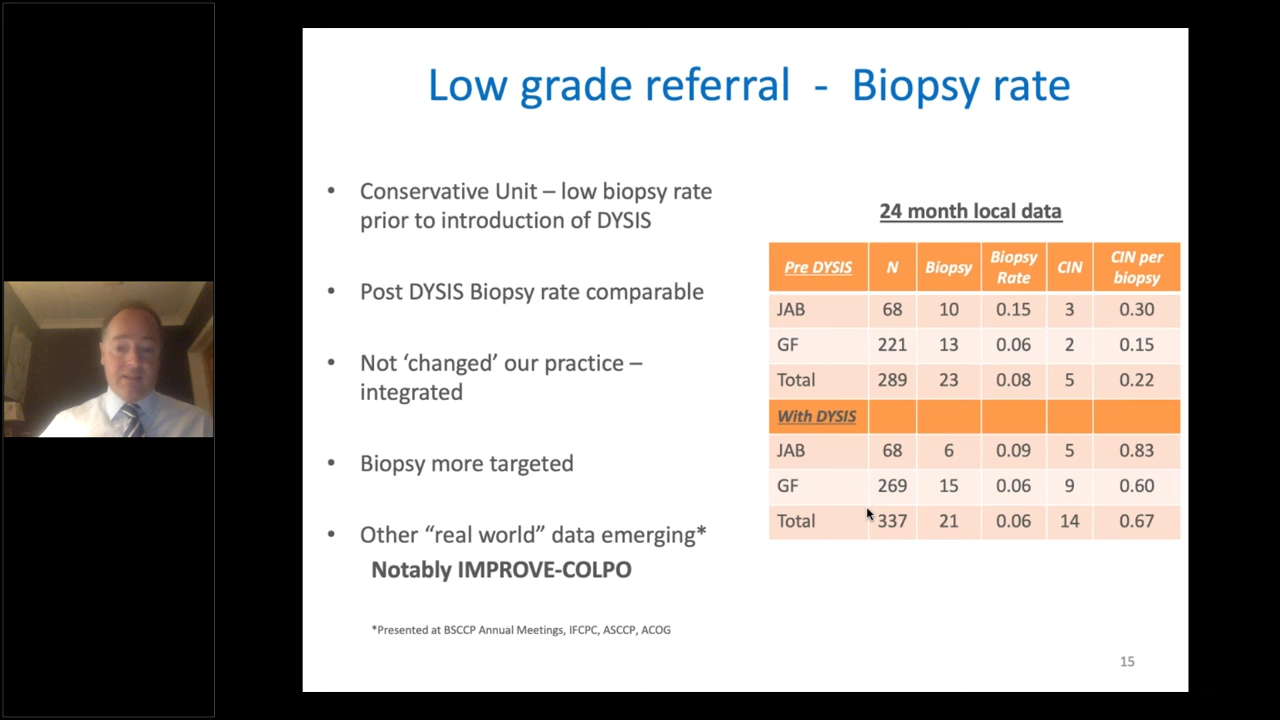 Low grade referral - Biopsy rate
• Conservative Unit – low biopsy rate
prior to introduction of DYSIS
• Post DYSIS Biopsy rate comparable
• Not ‘changed’ our practice –
integrated
• Biopsy more targeted
• Other “real world” data emerging*
Notably IMPROVE-COLPO
*Presented at BSCCP Annual Meetings, IFCPC, ASCCP, ACOG
24 month local data
Pre DYSIS N Biopsy Biopsy Rate CIN CIN per biopsy
JAB 68 10 0.15 3 0.30
GF 221 13 0.06 2 0.15
Total 289 23 0.08 5 0.22
With DYSIS
JAB 68 6 0.09 5 0.83
GF 269 15 0.06 9 0.60
Total 337 21 0.06 14 0.67
15